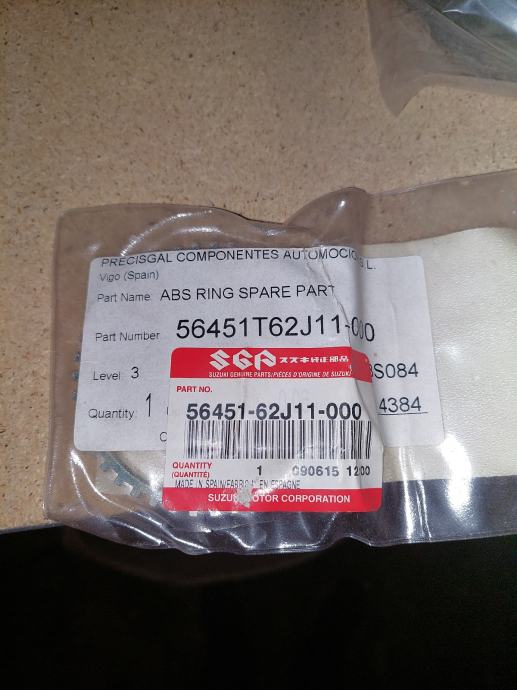 PRECISGAL COMPONENTES AUTOMOCIO S.L.
Vigo (Spain)
Part Name: ABS RING SPARE PART
Part Number 56451T62J11-000
Level: 3
S084
Quantity: 1
4384
SGP スズキ純正部品
SUZUKI GENUINE PARTS/PIÈCES D'ORIGINE DE SUZUKI
PART NO.
56451-62J11-000
QUANTITY 1 090615 1200
(QUANTITÉ)
MADE IN SPAIN/FABRIQ EN ESPAGNE
SUZUKI MOTOR CORPORATION